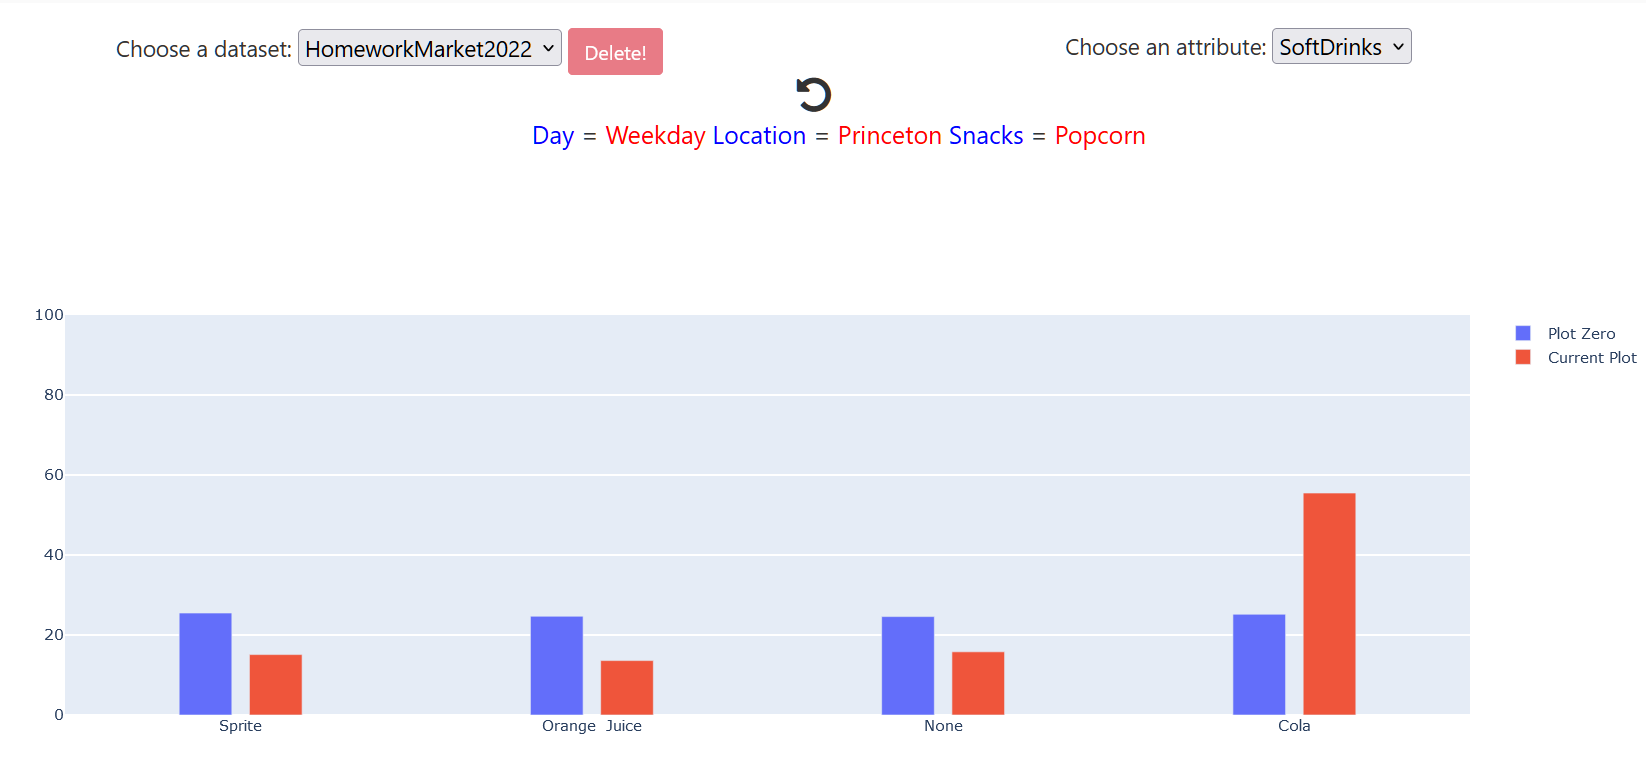 Choose a dataset: HomeworkMarket2022 Delete! Choose an attribute: SoftDrinks
Day = Weekday Location = Princeton Snacks = Popcorn
100
80
60
40
20
0
Sprite Orange Juice None Cola
Plot Zero
Current Plot